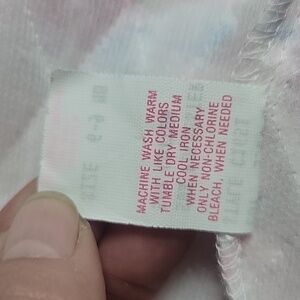 MACHINE WASH WARM
WITH LIKE COLORS
TUMBLE DRY MEDIUM
COOL IRON
WHEN NECESSARY
ONLY NON-CHLORINE
BLEACH, WHEN NEEDED